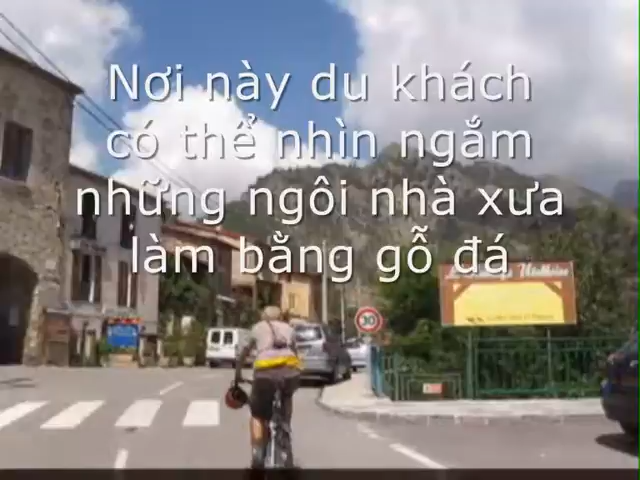 Nơi này du khách
có thể nhìn ngắm
những ngôi nhà xưa
làm bằng gỗ đá
30